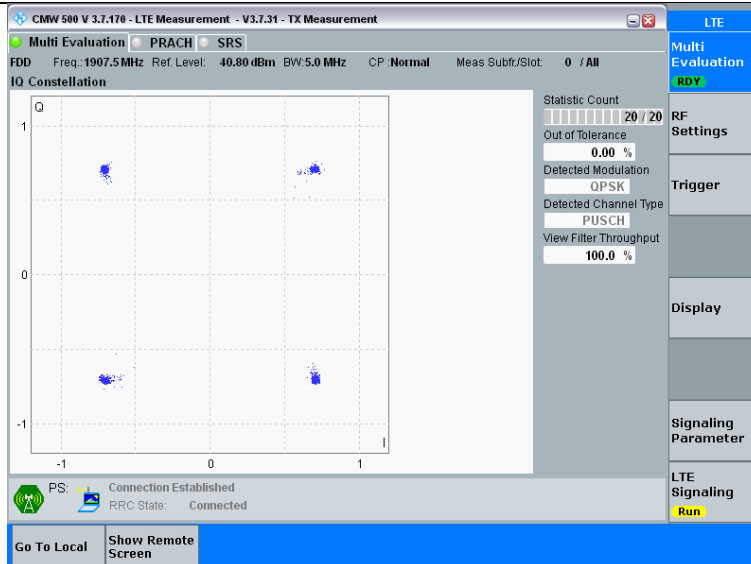 CMW 500 V 3.7.170 - LTE Measurement - V3.7.31 - TX Measurement
LTE
Multi Evaluation PRACH SRS
Multi
Evaluation
RDY
FDD Freq.: 1907.5 MHz Ref. Level: 40.80 dBm BW: 5.0 MHz CP : Normal Meas Subfr./Slot: 0 / All
IQ Constellation
Q
1
0
-1
-1 0 1
I
Statistic Count
20 / 20
Out of Tolerance
0.00 %
Detected Modulation
QPSK
Detected Channel Type
PUSCH
View Filter Throughput
100.0 %
RF
Settings
Trigger
Display
Signaling
Parameter
LTE
Signaling
Run
PS: Connection Established
RRC State: Connected
Go To Local
Show Remote
Screen